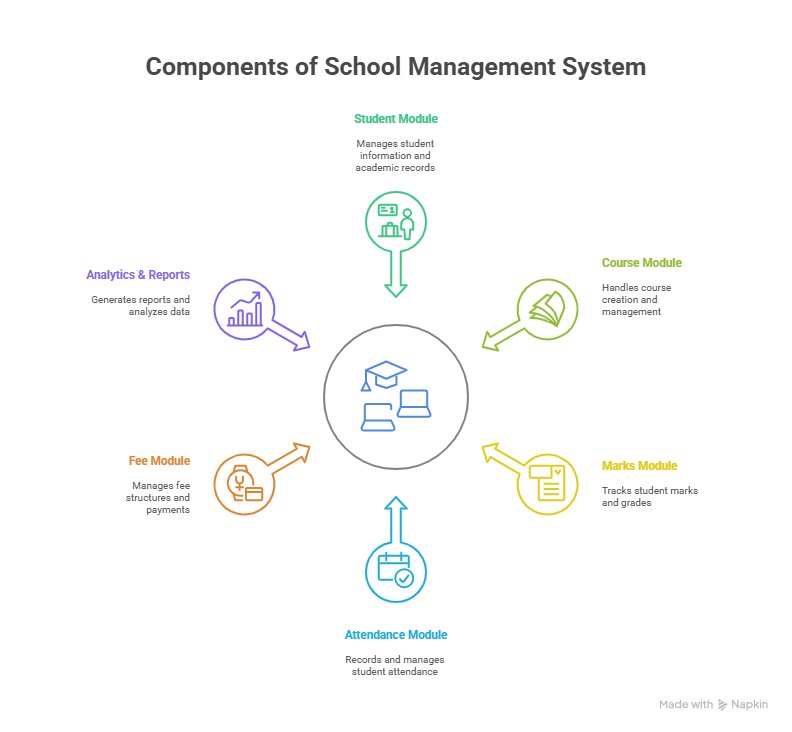 Components of School Management System
Student Module
Manages student
information and
academic records
1
Analytics & Reports
Generates reports and
analyzes data
Course Module
Handles course
creation and
management
Fee Module
Manages fee
structures and
payments
Marks Module
Tracks student marks
and grades
Attendance Module
Records and manages
student attendance
Made with Napkin